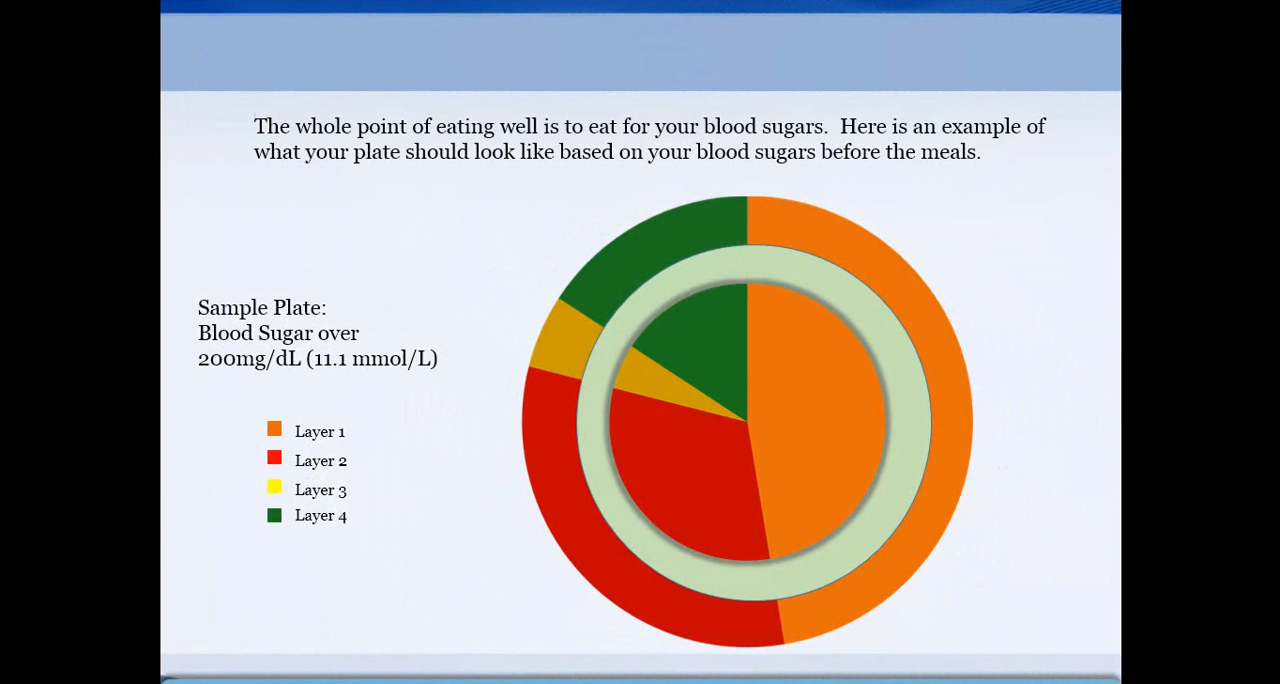 The whole point of eating well is to eat for your blood sugars.  Here is an example of
what your plate should look like based on your blood sugars before the meals.
Sample Plate:
Blood Sugar over
200mg/dL (11.1 mmol/L)
Layer 1
Layer 2
Layer 3
Layer 4